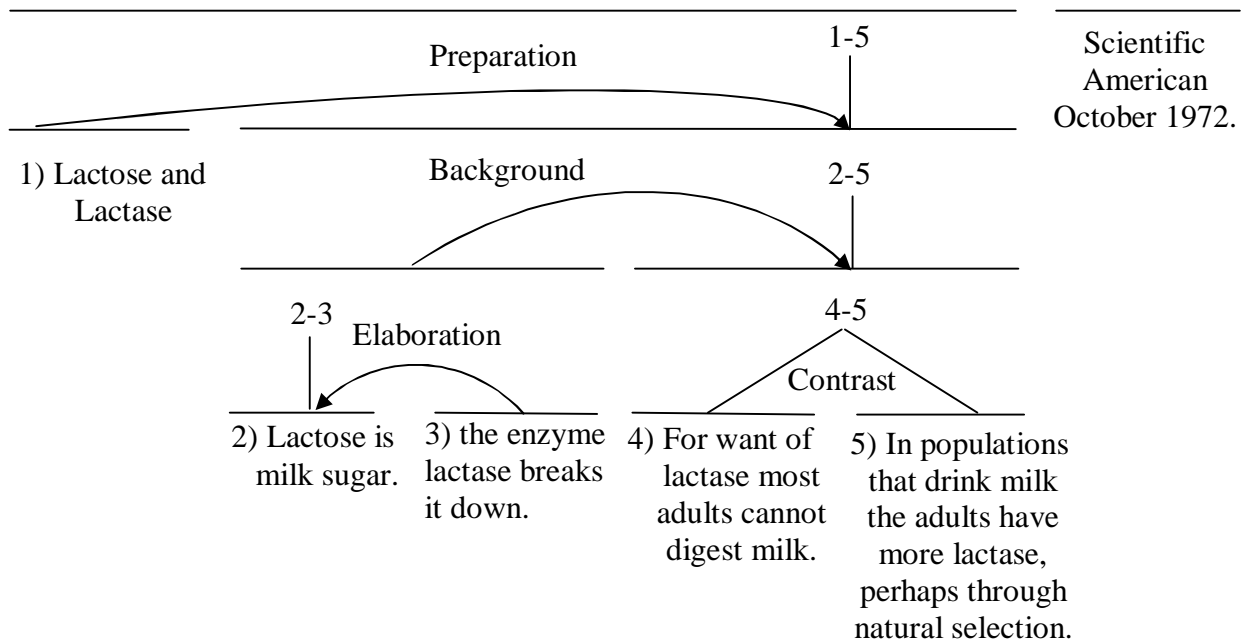 1-5
Scientific
American
October 1972.
Preparation
1) Lactose and
Lactase
Background
2-5
2-3
Elaboration
4-5
Contrast
2) Lactose is
milk sugar.
3) the enzyme
lactase breaks
it down.
4) For want of
lactase most
adults cannot
digest milk.
5) In populations
that drink milk
the adults have
more lactase,
perhaps through
natural selection.